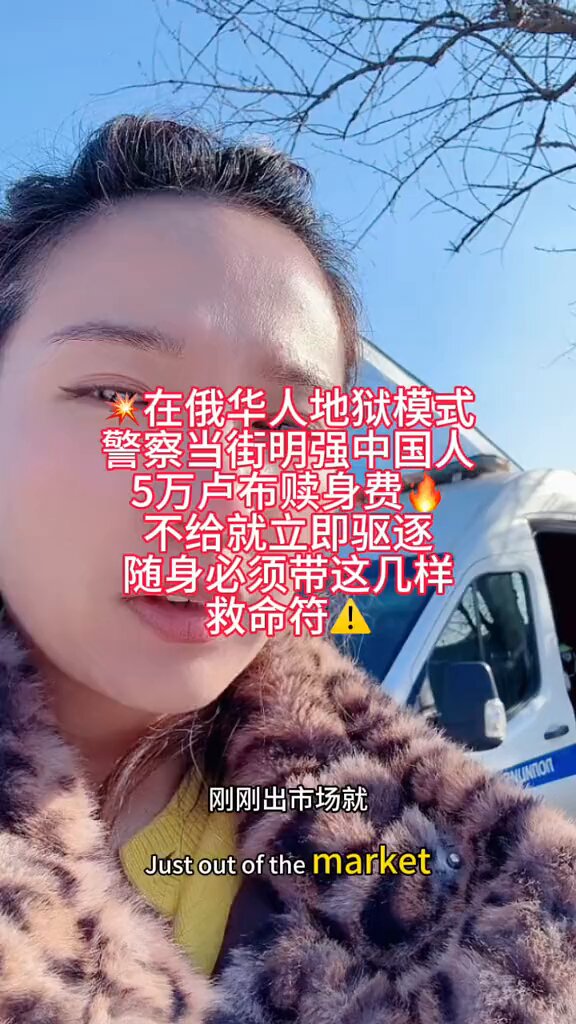 💥在俄华人地狱模式
警察当街明强中国人
5万卢布赎身费🔥
不给就立即驱逐
随身必须带这几样
救命符⚠️
刚刚出市场就
Just out of the market